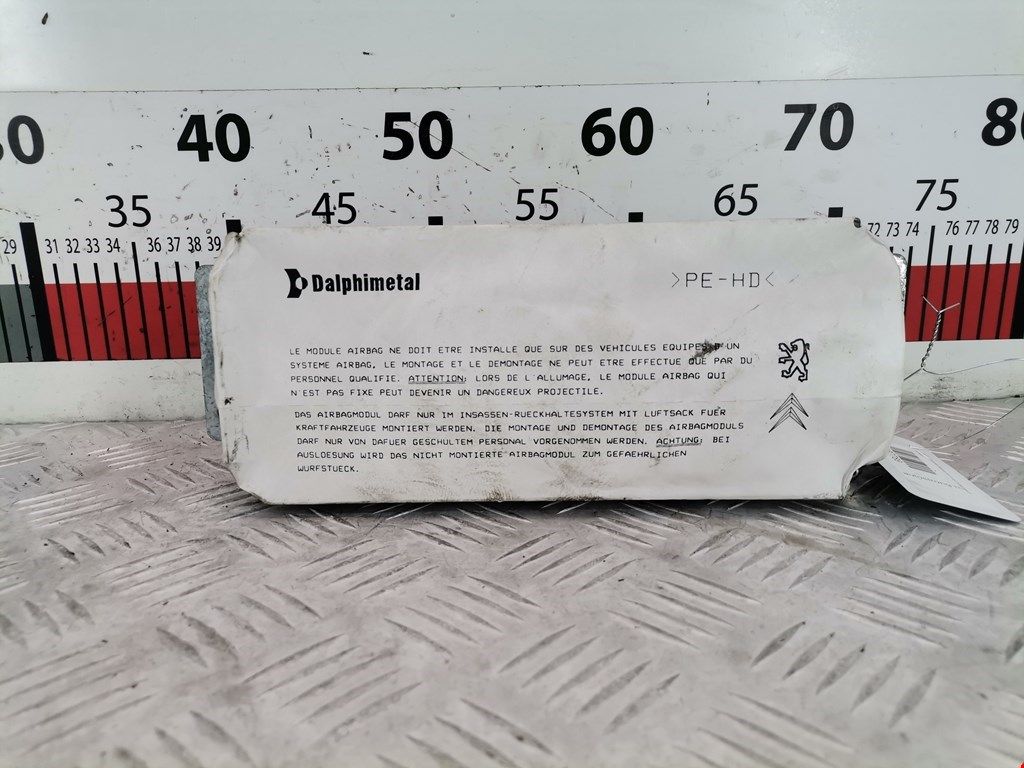 40 50 60 70
35 45 55 65 75
29 31 32 33 34 36 37 38 39 72 73 74 76 77 78 79
Dalphimetal
>PE-HD<
LE MODULE AIRBAG NE DOIT ETRE INSTALLE QUE SUR DES VEHICULES EQUIPES D'UN
SYSTEME AIRBAG, LE MONTAGE ET LE DEMONTAGE NE PEUT ETRE EFFECTUE QUE PAR DU
PERSONNEL QUALIFIE. ATTENTION; LORS DE L'ALLUMAGE, LE MODULE AIRBAG QUI
N'EST PAS FIXE PEUT DEVENIR UN DANGEREUX PROJECTILE.
DAS AIRBAGMODUL DARF NUR IM INSASSEN-RUECKHALTESYSTEM MIT LUFTSACK FUER
KRAFTFAHRZEUGE MONTIERT WERDEN. DIE MONTAGE UND DEMONTAGE DES AIRBAGMODULS
DARF NUR VON DAFUER GESCHULTEM PERSONAL VORGENOMMEN WERDEN. ACHTUNG; BEI
AUSLOESUNG WIRD DAS NICHT MONTIERTE AIRBAGMODUL ZUM GEFAEHRLICHEN
WURFSTUECK.